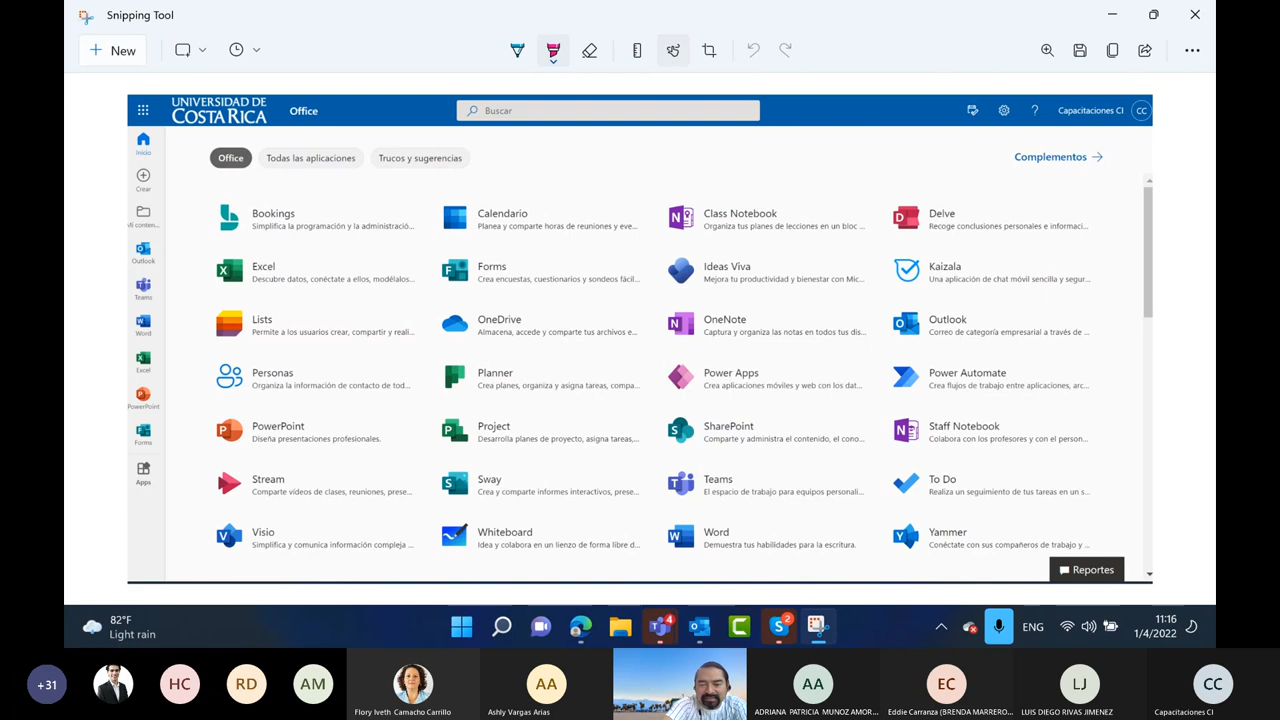 Snipping Tool
New
UNIVERSIDAD DE
COSTA RICA
Office
Buscar
Capacitaciones CI
CC
Inicio
Crear
Mi conten...
Outlook
Teams
Word
Excel
PowerPoint
Forms
Apps
Office
Todas las aplicaciones
Trucos y sugerencias
Complementos
Bookings
Simplifica la programación y la administració...
Calendario
Planea y comparte horas de reuniones y eve...
Class Notebook
Organiza tus planes de lecciones en un bloc ...
Delve
Recoge conclusiones personales e informaci...
Excel
Descubre datos, conéctate a ellos, modélalos...
Forms
Crea encuestas, cuestionarios y sondeos fácil...
Ideas Viva
Mejora tu productividad y bienestar con Mic...
Kaizala
Una aplicación de chat móvil sencilla y segur...
Lists
Permite a los usuarios crear, compartir y reali...
OneDrive
Almacena, accede y comparte tus archivos e...
OneNote
Captura y organiza las notas en todos tus dis...
Outlook
Correo de categoría empresarial a través de ...
Personas
Organiza la información de contacto de tod...
Planner
Crea planes, organiza y asigna tareas, compa...
Power Apps
Crea aplicaciones móviles y web con los dat...
Power Automate
Crea flujos de trabajo entre aplicaciones, arc...
PowerPoint
Diseña presentaciones profesionales.
Project
Desarrolla planes de proyecto, asigna tareas,...
SharePoint
Comparte y administra el contenido, el cono...
Staff Notebook
Colabora con los profesores y con el person...
Stream
Comparte vídeos de clases, reuniones, prese...
Sway
Crea y comparte informes interactivos, prese...
Teams
El espacio de trabajo para equipos personali...
To Do
Realiza un seguimiento de tus tareas en un s...
Visio
Simplifica y comunica información compleja ...
Whiteboard
Idea y colabora en un lienzo de forma libre d...
Word
Demuestra tus habilidades para la escritura.
Yammer
Conéctate con sus compañeros de trabajo y ...
Reportes
82°F
Light rain
4
2
ENG
11:16
1/4/2022
+31
HC
RD
AM
Flory Iveth Camacho Carrillo
AA
Ashly Vargas Arias
AA
ADRIANA PATRICIA MUÑOZ AMOR...
EC
Eddie Carranza (BRENDA MARRERO...
LJ
LUIS DIEGO RIVAS JIMENEZ
CC
Capacitaciones CI